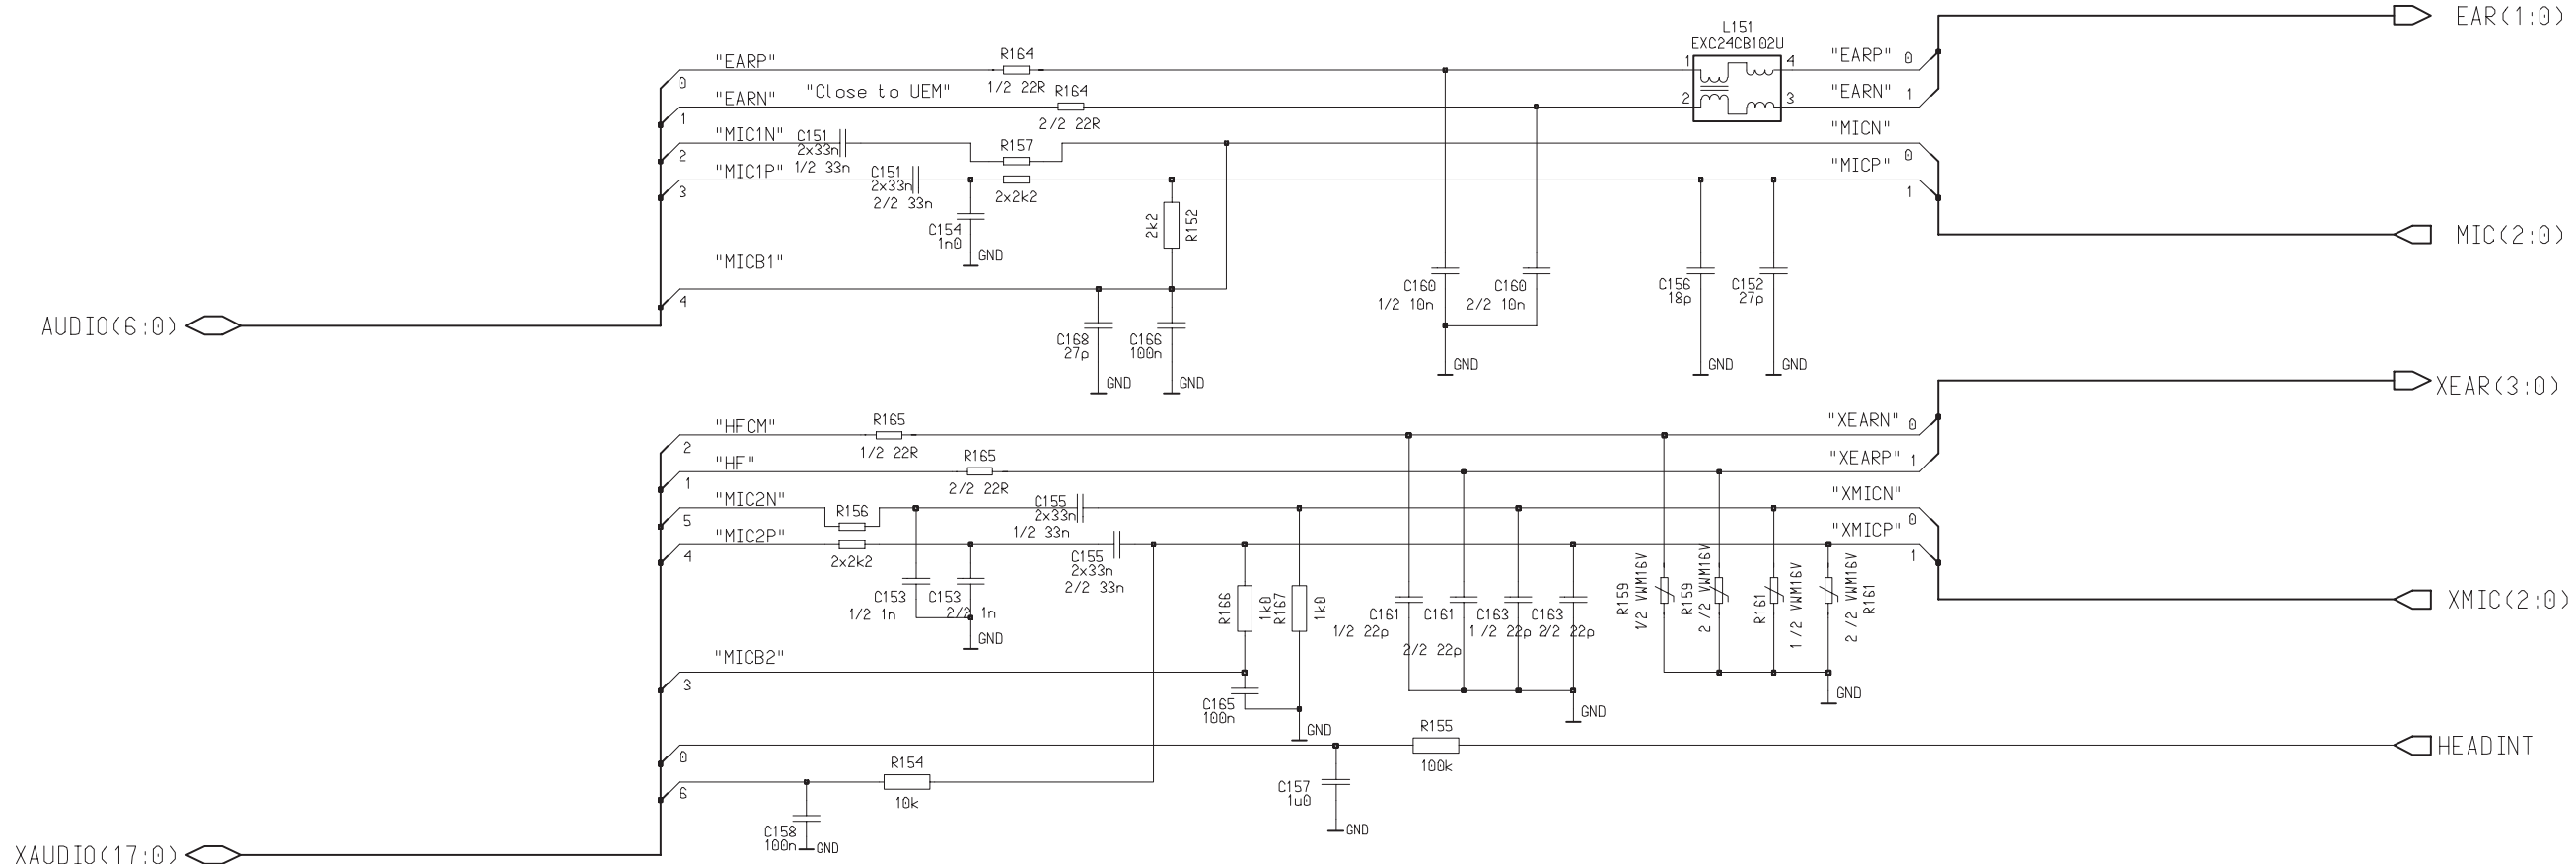 EAR(1:0)
L151
EXC24CB102U
"EARP"
R164
1 4
"EARP" 0
0
1/2 22R
"EARN"
"Close to UEM"
R164
2 3
"EARN" 1
1
2/2 22R
"MIC1N"
C151
2x33n
1/2 33n
R157
"MICN"
2
0
"MIC1P"
C151
2x33n
2/2 33n
2x2k2
"MICP"
3
1
C154
1n0
GND
2k2
R152
MIC(2:0)
"MICB1"
4
C160
1/2 10n
C160
2/2 10n
C156
18p
C152
27p
AUDIO(6:0)
C168
27p
C166
100n
GND
GND
GND
GND
GND
XEAR(3:0)
"HFCM"
R165
"XEARN" 0
2
1/2 22R
"HF"
R165
"XEARP" 1
1
2/2 22R
"MIC2N"
R156
C155
2x33n
1/2 33n
"XMICN"
5
0
"MIC2P"
2x2k2
C155
2x33n
2/2 33n
"XMICP"
4
1
C153
1/2 1n
C153
2/2 1n
GND
R166
1k0
R167
1k0
C161
1/2 22p
C161
2/2 22p
C163
1/2 22p
C163
2/2 22p
R159
1/2 VWM16V
R159
2/2 VWM16V
R161
1/2 VWM16V
2/2 VWM16V
R161
XMIC(2:0)
"MICB2"
3
C165
100n
GND
GND
GND
R155
100k
HEADINT
0
R154
10k
6
C157
1u0
GND
C158
100n
GND
XAUDIO(17:0)